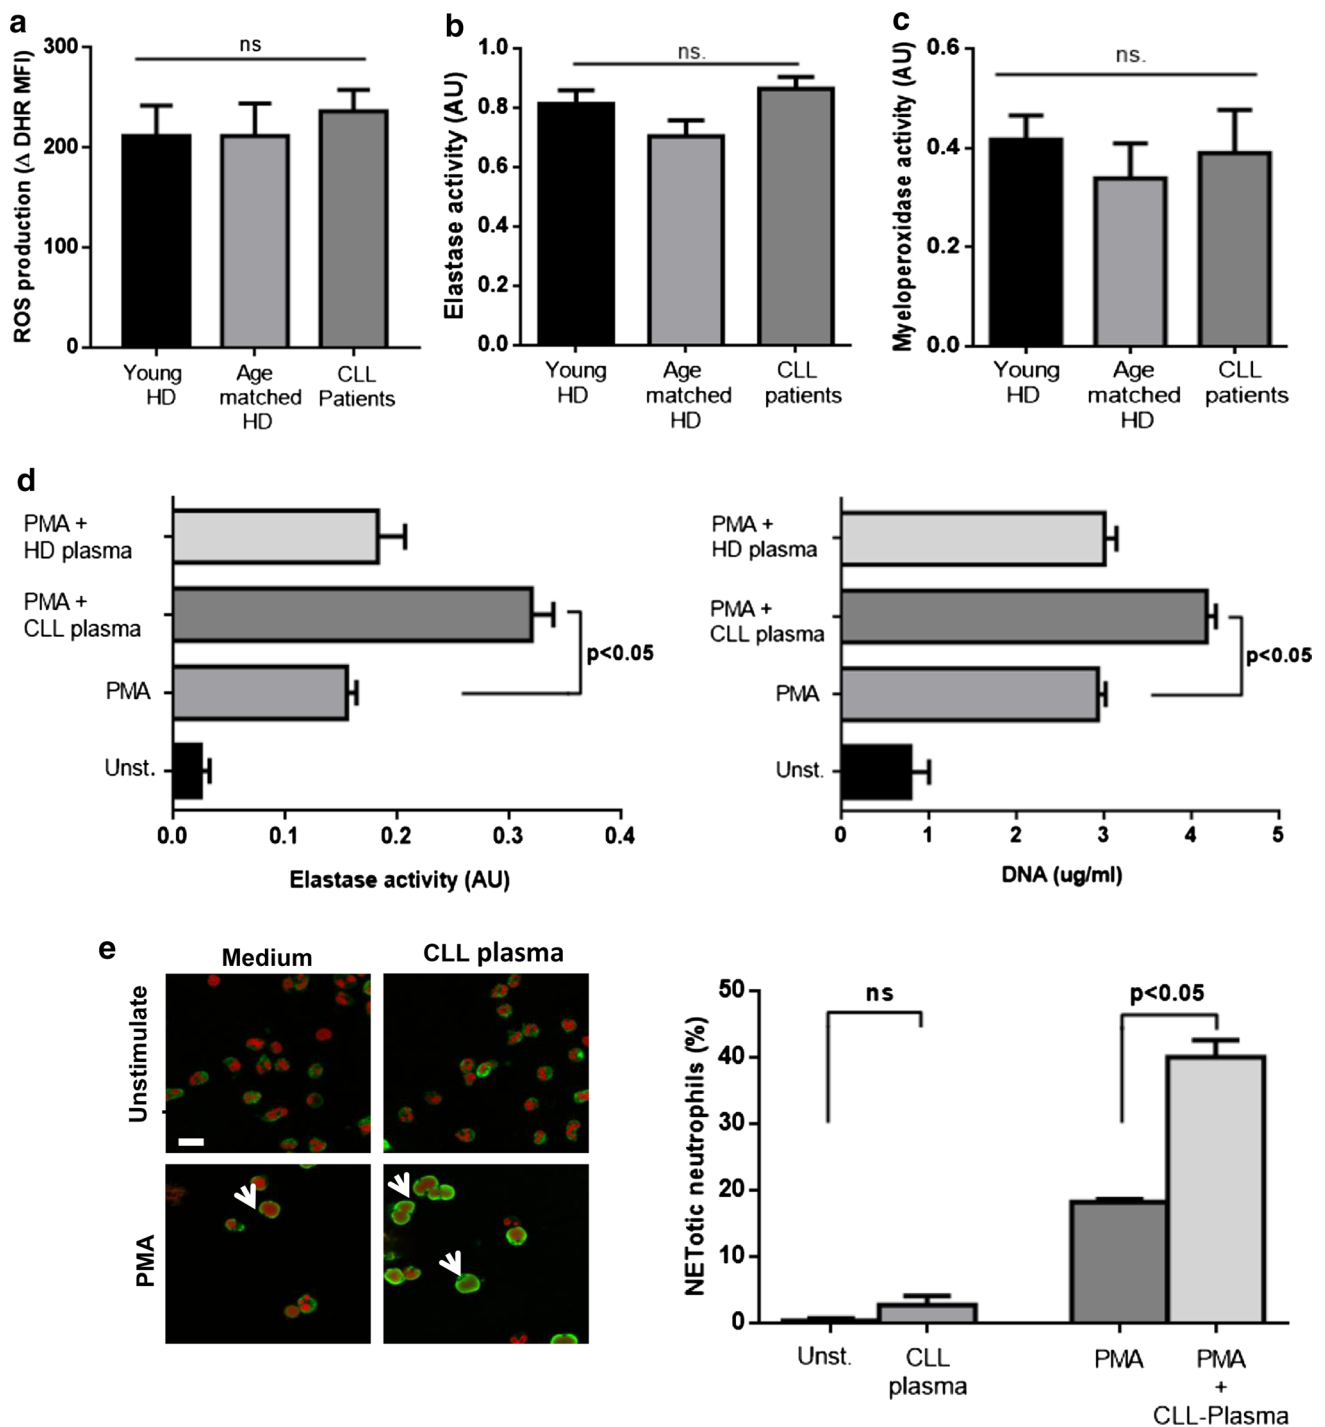 a
ns
ROS production (Δ DHR MFI)
300
200
100
0
Young HD
Age matched HD
CLL Patients
b
ns.
Elastase activity (AU)
1.0
0.8
0.6
0.4
0.2
0.0
Young HD
Age matched HD
CLL patients
c
ns.
Myeloperoxidase activity (AU)
0.6
0.4
0.2
0.0
Young HD
Age matched HD
CLL patients
d
PMA +
HD plasma
PMA +
CLL plasma
PMA
Unst.
p<0.05
0.0 0.1 0.2 0.3 0.4
Elastase activity (AU)
PMA +
HD plasma
PMA +
CLL plasma
PMA
Unst.
p<0.05
0 1 2 3 4 5
DNA (ug/ml)
e
Medium
CLL plasma
Unstimulate
PMA
NETotic neutrophils (%)
50
40
30
20
10
0
ns
p<0.05
Unst.
CLL
plasma
PMA
PMA
+
CLL-Plasma